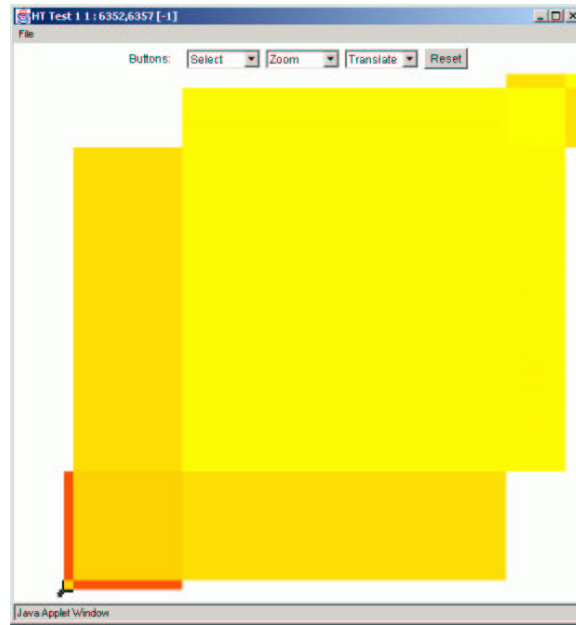 HT Test 1 1 : 6352,6357 [-1]
File
Buttons: Select Zoom Translate Reset
Java Applet Window